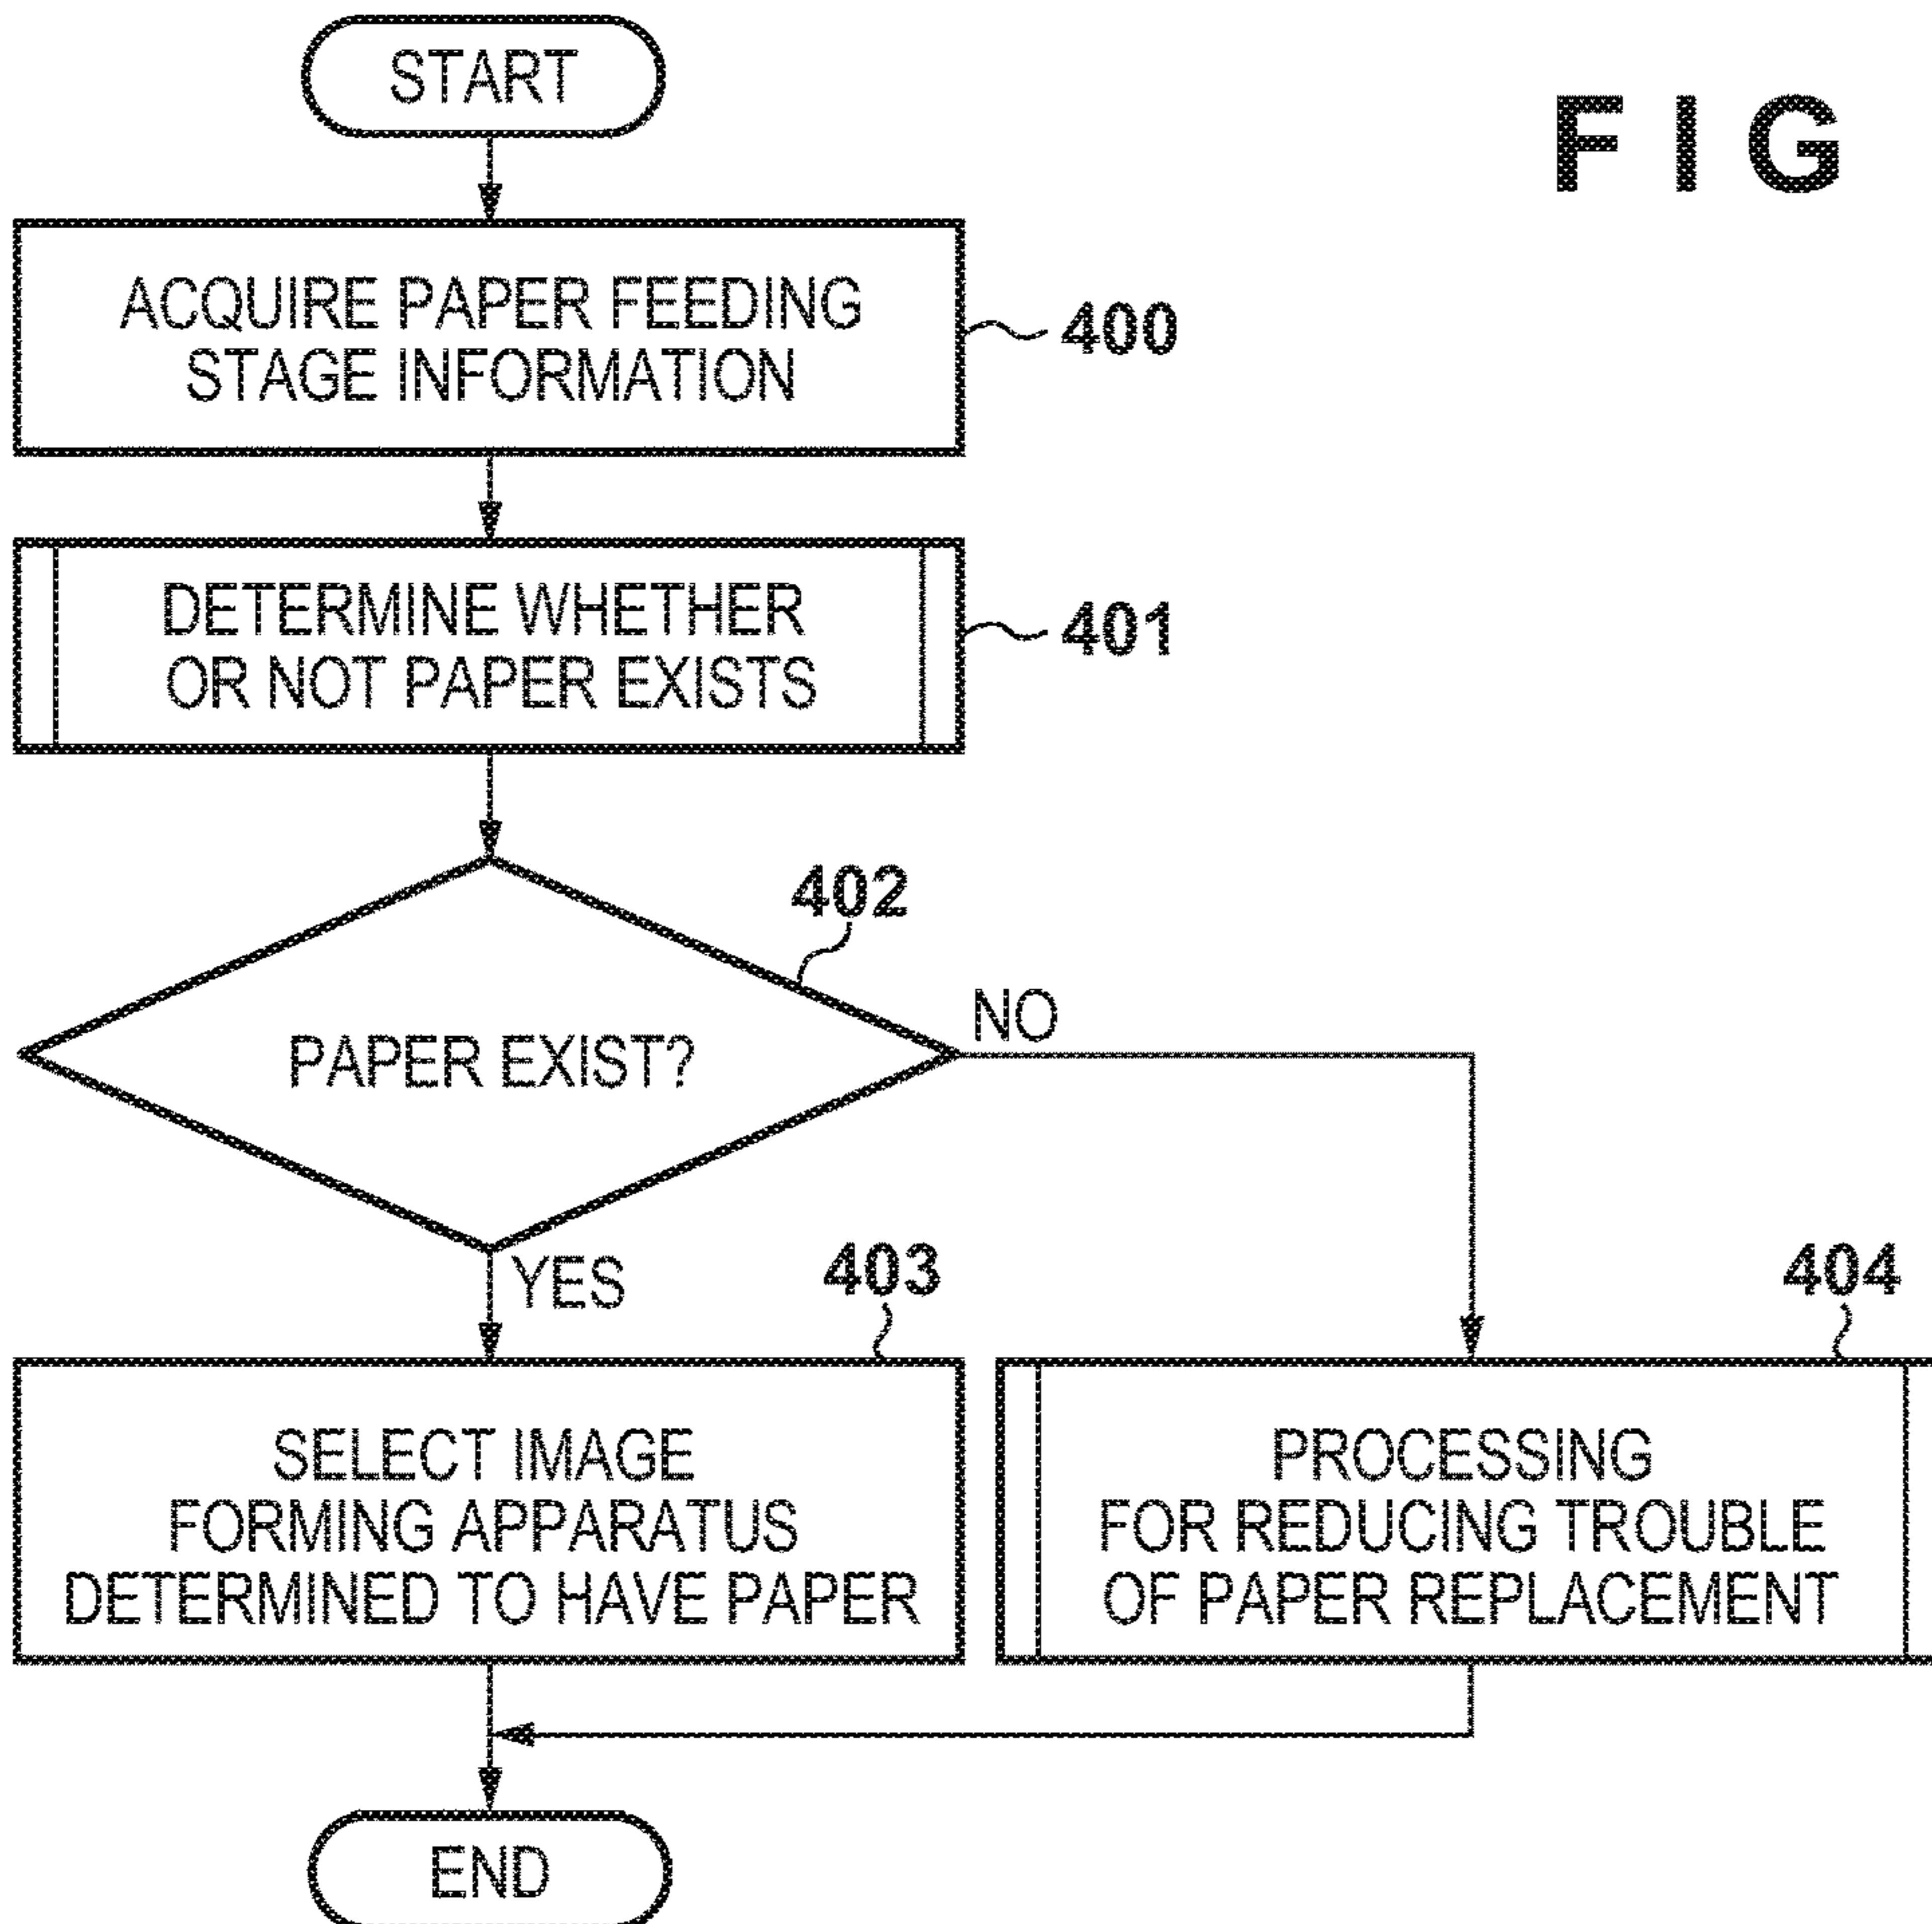 START
FIG
ACQUIRE PAPER FEEDING
STAGE INFORMATION
400
DETERMINE WHETHER
OR NOT PAPER EXISTS
401
402
PAPER EXIST?
NO
YES
403
SELECT IMAGE
FORMING APPARATUS
DETERMINED TO HAVE PAPER
404
PROCESSING
FOR REDUCING TROUBLE
OF PAPER REPLACEMENT
END